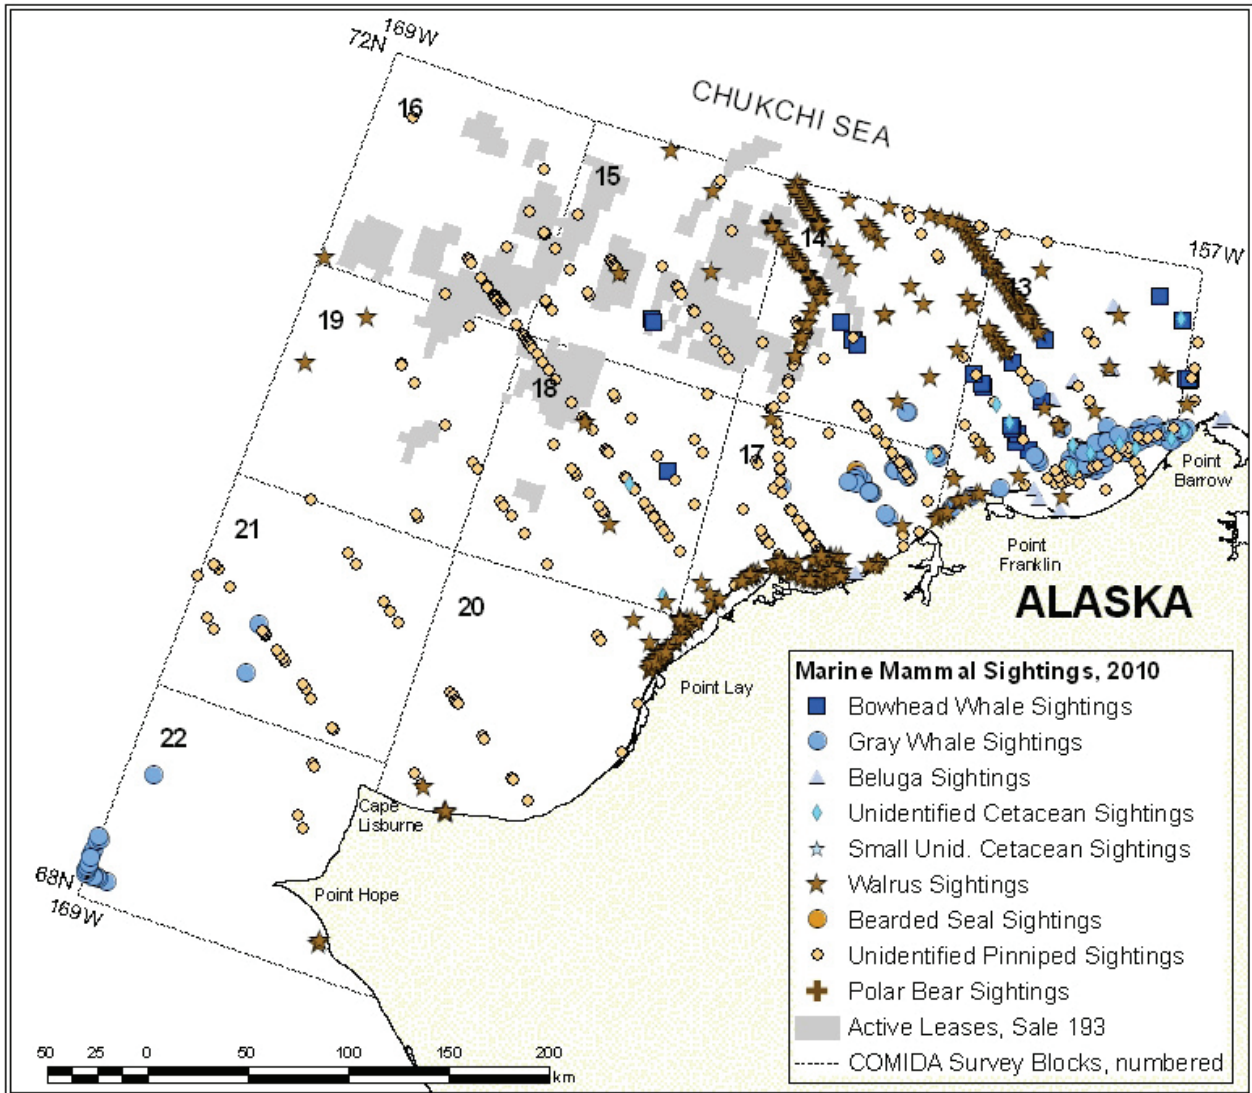 169W
72N
CHUKCHI SEA
16
15
14
157W
13
19
18
17
Point
Barrow
21
Point
Franklin
20
ALASKA
Point Lay
22
Cape
Lisburne
68N
169W
Point Hope
Marine Mammal Sightings, 2010
Bowhead Whale Sightings
Gray Whale Sightings
Beluga Sightings
Unidentified Cetacean Sightings
Small Unid. Cetacean Sightings
Walrus Sightings
Bearded Seal Sightings
Unidentified Pinniped Sightings
Polar Bear Sightings
Active Leases, Sale 193
COMIDA Survey Blocks, numbered
50 25 0 50 100 150 200
km